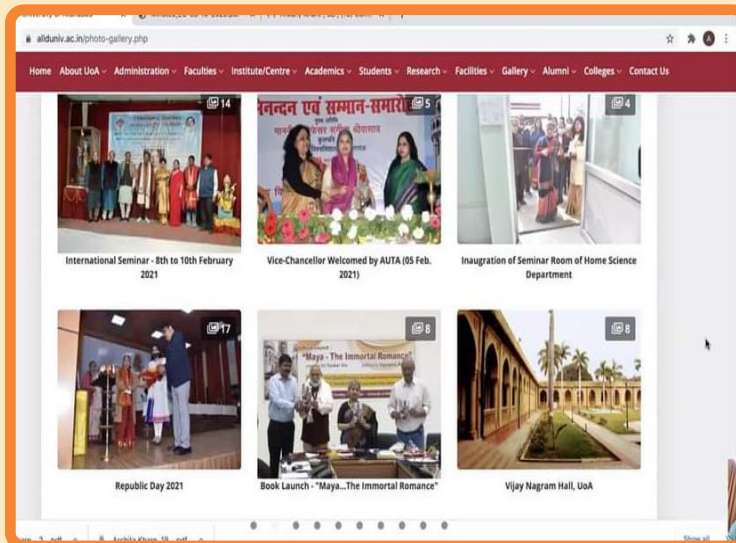 allduniv.ac.in/photo-gallery.php
A
Home About UoA Administration Faculties Institute/Centre Academics Students Research Facilities Gallery Alumni Colleges Contact Us
14
5
4
International Seminar - 8th to 10th February
2021
Vice-Chancellor Welcomed by AUTA (05 Feb.
2021)
Inaugration of Seminar Room of Home Science
Department
17
8
8
"Maya - The Immortal Romance"
Republic Day 2021
Book Launch - "Maya...The Immortal Romance"
Vijay Nagram Hall, UoA
Show all